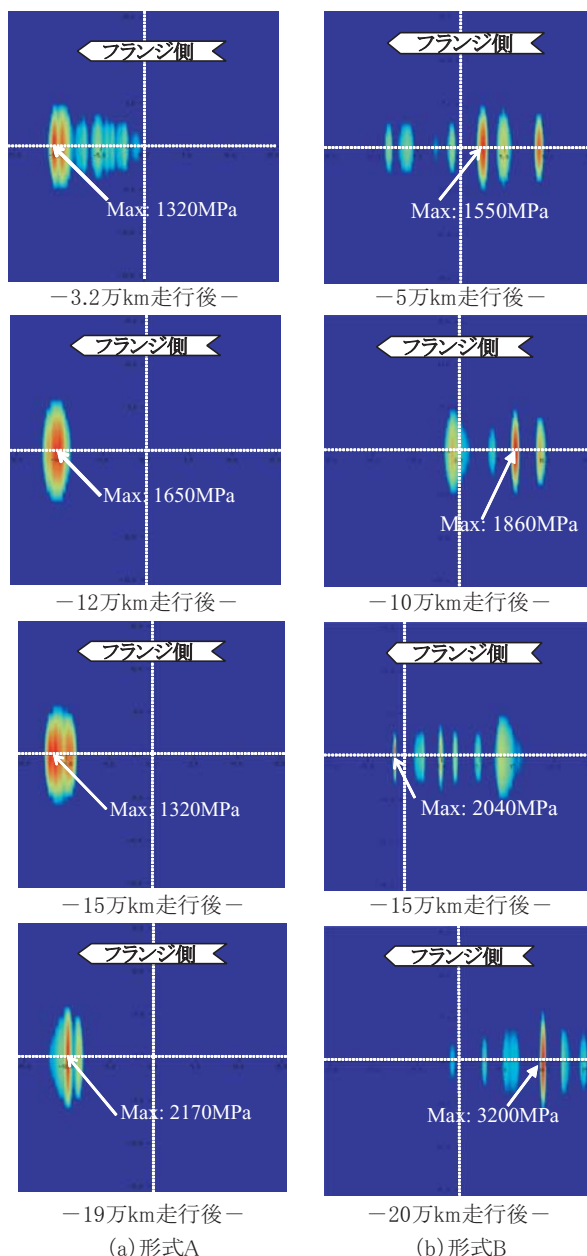 フランジ側
フランジ側
Max: 1320MPa
Max: 1550MPa
−3.2万km走行後−
−5万km走行後−
フランジ側
フランジ側
Max: 1650MPa
Max: 1860MPa
−12万km走行後−
−10万km走行後−
フランジ側
フランジ側
Max: 1320MPa
Max: 2040MPa
−15万km走行後−
−15万km走行後−
フランジ側
フランジ側
Max: 2170MPa
Max: 3200MPa
−19万km走行後−
−20万km走行後−
(a)形式A
(b)形式B